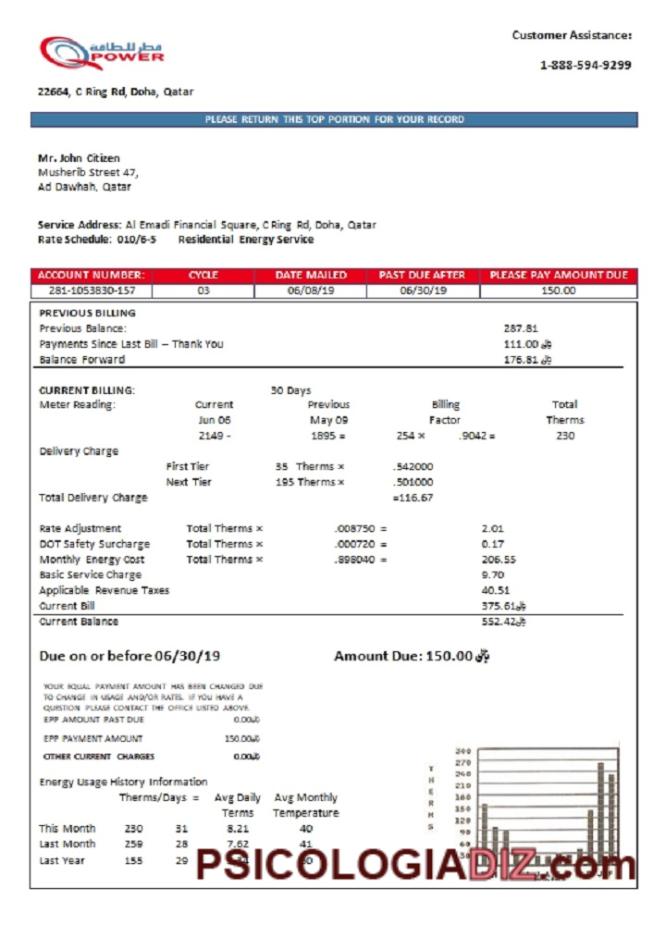 Customer Assistance:
قطر للطاقة
POWER
1-888-594-9299
22664, C Ring Rd, Doha, Qatar
PLEASE RETURN THIS TOP PORTION FOR YOUR RECORD
Mr. John Citizen
Musherib Street 47,
Ad Dawhah, Qatar
Service Address: Al Emadi Financial Square, C Ring Rd, Doha, Qatar
Rate Schedule: 010/6-5 Residential Energy Service
ACCOUNT NUMBER: CYCLE DATE MAILED PAST DUE AFTER PLEASE PAY AMOUNT DUE
281-1053830-157 03 06/08/19 06/30/19 150.00
PREVIOUS BILLING
Previous Balance: 287.81
Payments Since Last Bill – Thank You 111.00 ﷼
Balance Forward 176.81 ﷼
CURRENT BILLING: 30 Days
Meter Reading: Current Previous Billing Total
Jun 06 May 09 Factor Therms
2149 - 1895 = 254 × .9042 = 230
Delivery Charge
First Tier 35 Therms × .542000
Next Tier 195 Therms × .501000
Total Delivery Charge =116.67
Rate Adjustment Total Therms × .008750 = 2.01
DOT Safety Surcharge Total Therms × .000720 = 0.17
Monthly Energy Cost Total Therms × .898040 = 206.55
Basic Service Charge 9.70
Applicable Revenue Taxes 40.51
Current Bill 375.61﷼
Current Balance 552.42﷼
Due on or before 06/30/19 Amount Due: 150.00 ﷼
YOUR EQUAL PAYMENT AMOUNT HAS BEEN CHANGED DUE
TO CHANGE IN USAGE AND/OR RATES. IF YOU HAVE A
QUESTION PLEASE CONTACT THE OFFICE LISTED ABOVE.
EPP AMOUNT PAST DUE 0.00﷼
EPP PAYMENT AMOUNT 150.00﷼
OTHER CURRENT CHARGES 0.00﷼
Energy Usage History Information
Therms/Days = Avg Daily Avg Monthly
Terms Temperature
This Month 230 31 8.21 40
Last Month 259 28 7.62 41
Last Year 155 29
THERMS
300
270
240
210
180
150
120
90
60
30
PSICOLOGIADIZ.com